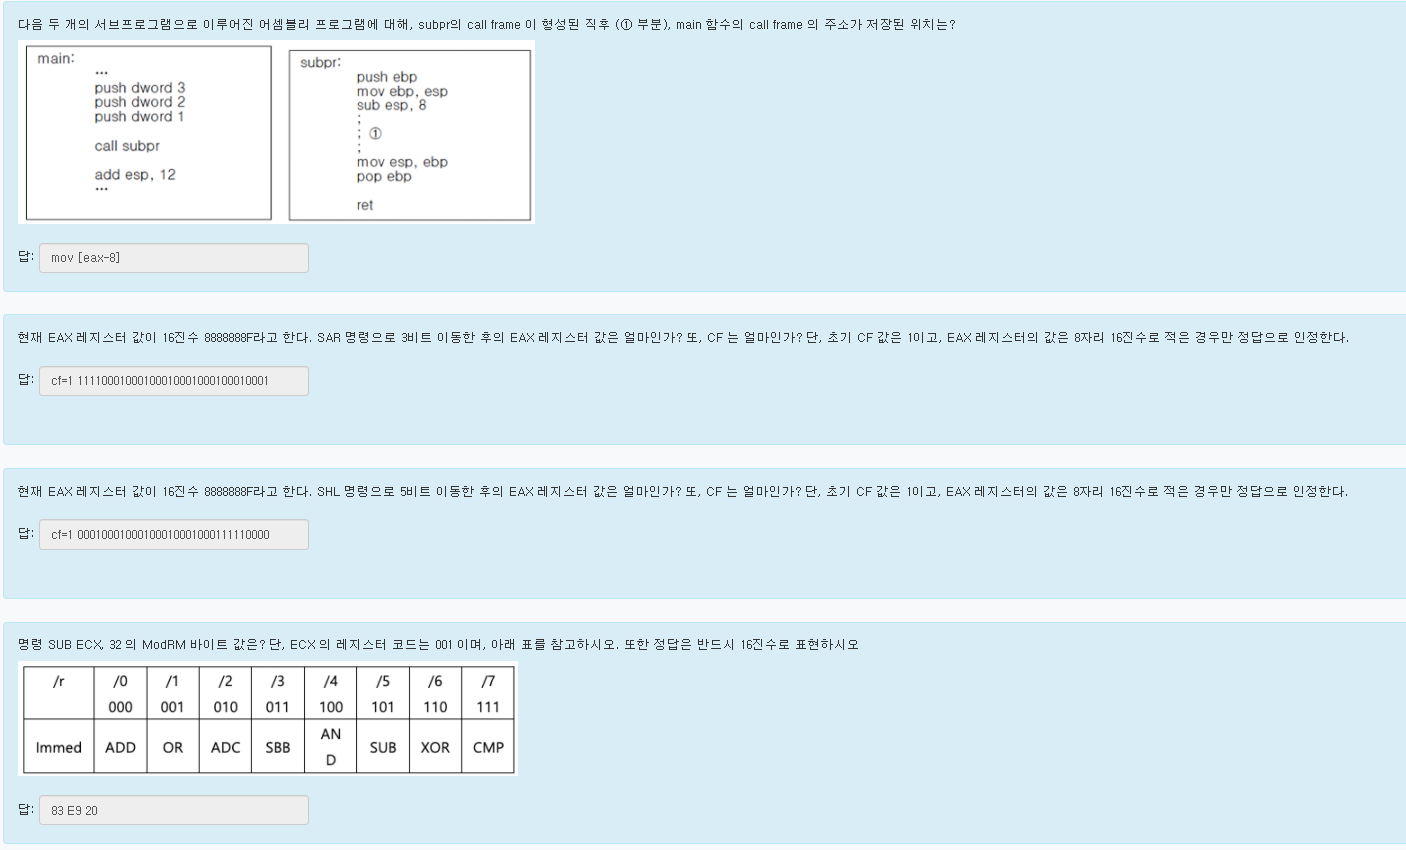 다음 두 개의 서브프로그램으로 이루어진 어셈블리 프로그램에 대해, subpr의 call frame 이 형성된 직후 (① 부분), main 함수의 call frame 의 주소가 저장된 위치는?
main:
...
push dword 3
push dword 2
push dword 1
call subpr
add esp, 12
...
subpr:
push ebp
mov ebp, esp
sub esp, 8
;
; ①
;
mov esp, ebp
pop ebp
ret
답: mov [eax-8]
현재 EAX 레지스터 값이 16진수 8888888F라고 한다. SAR 명령으로 3비트 이동한 후의 EAX 레지스터 값은 얼마인가? 또, CF 는 얼마인가? 단, 초기 CF 값은 1이고, EAX 레지스터의 값은 8자리 16진수로 적은 경우만 정답으로 인정한다.
답: cf=1 11110001000100010001000100010001
현재 EAX 레지스터 값이 16진수 8888888F라고 한다. SHL 명령으로 5비트 이동한 후의 EAX 레지스터 값은 얼마인가? 또, CF 는 얼마인가? 단, 초기 CF 값은 1이고, EAX 레지스터의 값은 8자리 16진수로 적은 경우만 정답으로 인정한다.
답: cf=1 00010001000100010001000111110000
명령 SUB ECX, 32 의 ModRM 바이트 값은? 단, ECX 의 레지스터 코드는 001 이며, 아래 표를 참고하시오. 또한 정답은 반드시 16진수로 표현하시오
/r /0 /1 /2 /3 /4 /5 /6 /7
000 001 010 011 100 101 110 111
Immed ADD OR ADC SBB AN D SUB XOR CMP
답: 83 E9 20